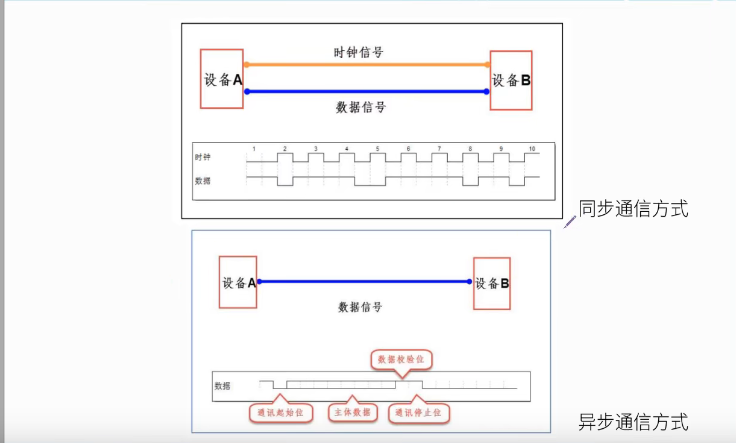 时钟信号
设备A
设备B
数据信号
1 2 3 4 5 6 7 8 9 10
时钟
数据
同步通信方式
设备A
设备B
数据信号
数据校验位
数据
通讯起始位
主体数据
通讯停止位
异步通信方式